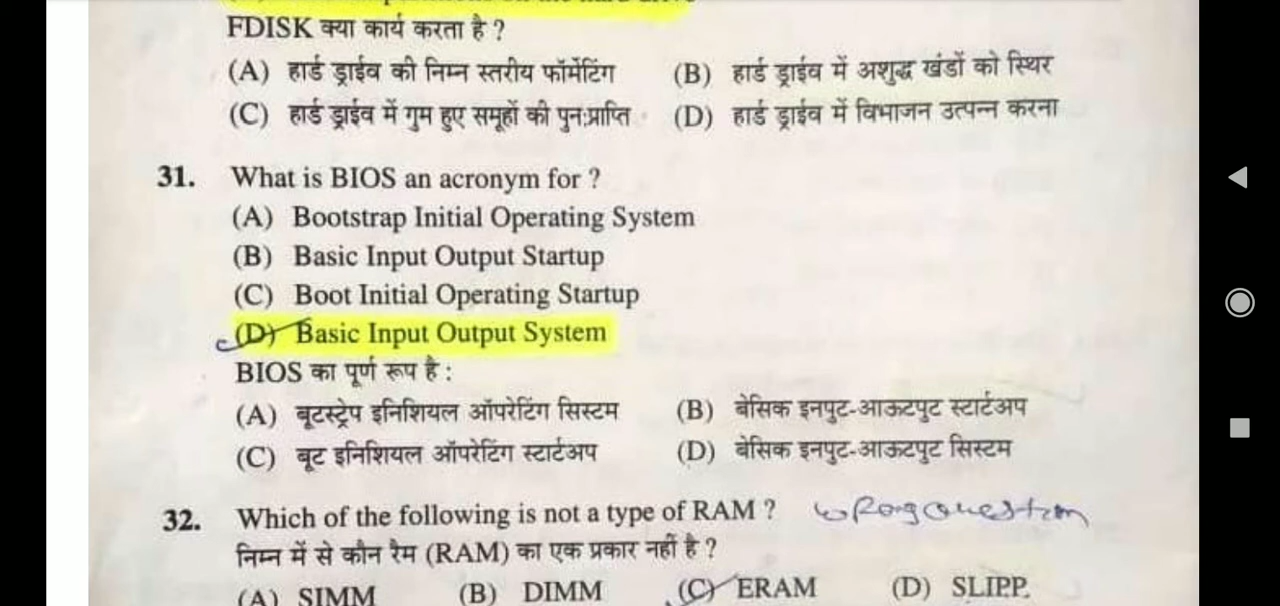 FDISK क्या कार्य करता है ?
(A) हार्ड ड्राईव की निम्न स्तरीय फॉर्मेटिंग (B) हार्ड ड्राईव में अशुद्ध खंडों को स्थिर
(C) हार्ड ड्राईव में गुम हुए समूहों की पुन:प्राप्ति (D) हार्ड ड्राईव में विभाजन उत्पन्न करना
31. What is BIOS an acronym for ?
(A) Bootstrap Initial Operating System
(B) Basic Input Output Startup
(C) Boot Initial Operating Startup
(D) Basic Input Output System
BIOS का पूर्ण रूप है :
(A) बूटस्ट्रेप इनिशियल ऑपरेटिंग सिस्टम (B) बेसिक इनपुट-आऊटपुट स्टार्टअप
(C) बूट इनिशियल ऑपरेटिंग स्टार्टअप (D) बेसिक इनपुट-आऊटपुट सिस्टम
32. Which of the following is not a type of RAM ?
निम्न में से कौन रैम (RAM) का एक प्रकार नहीं है ?
(A) SIMM (B) DIMM (C) ERAM (D) SLIPP